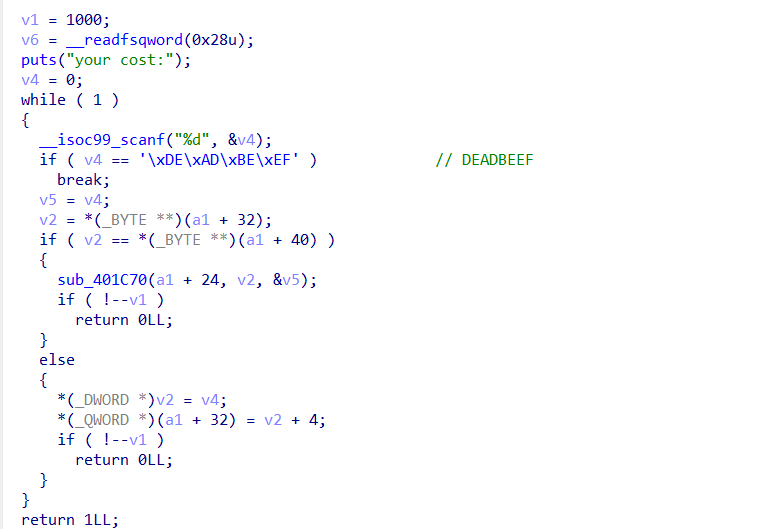 v1 = 1000;
v6 = __readfsqword(0x28u);
puts("your cost:");
v4 = 0;
while ( 1 )
{
  __isoc99_scanf("%d", &v4);
  if ( v4 == '\xDE\xAD\xBE\xEF' )              // DEADBEEF
    break;
  v5 = v4;
  v2 = *(_BYTE **)(a1 + 32);
  if ( v2 == *(_BYTE **)(a1 + 40) )
  {
    sub_401C70(a1 + 24, v2, &v5);
    if ( !--v1 )
      return 0LL;
  }
  else
  {
    *(_DWORD *)v2 = v4;
    *(_QWORD *)(a1 + 32) = v2 + 4;
    if ( !--v1 )
      return 0LL;
  }
}
return 1LL;